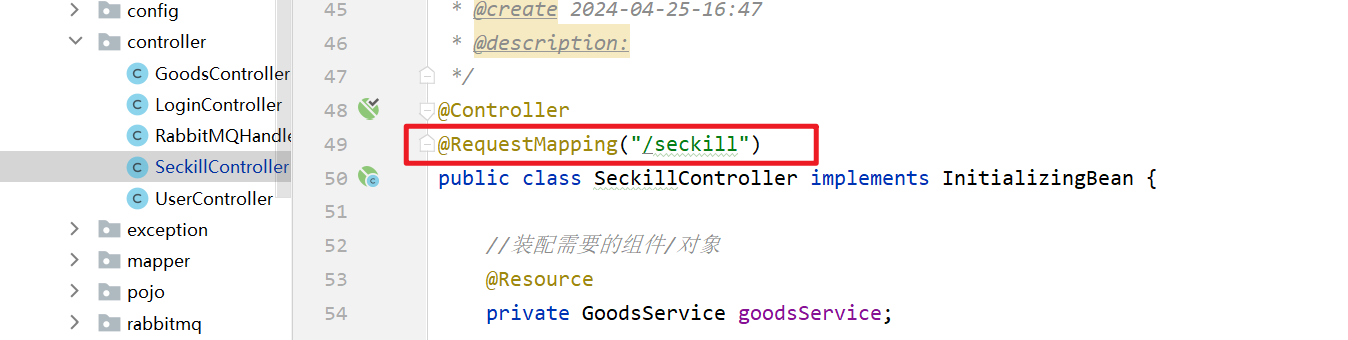 config
controller
GoodsController
LoginController
RabbitMQHandle
SeckillController
UserController
exception
mapper
pojo
rabbitmq
45 * @create 2024-04-25-16:47
46 * @description:
47 */
48 @Controller
49 @RequestMapping("/seckill")
50 public class SeckillController implements InitializingBean {
51
52 //装配需要的组件/对象
53 @Resource
54 private GoodsService goodsService;